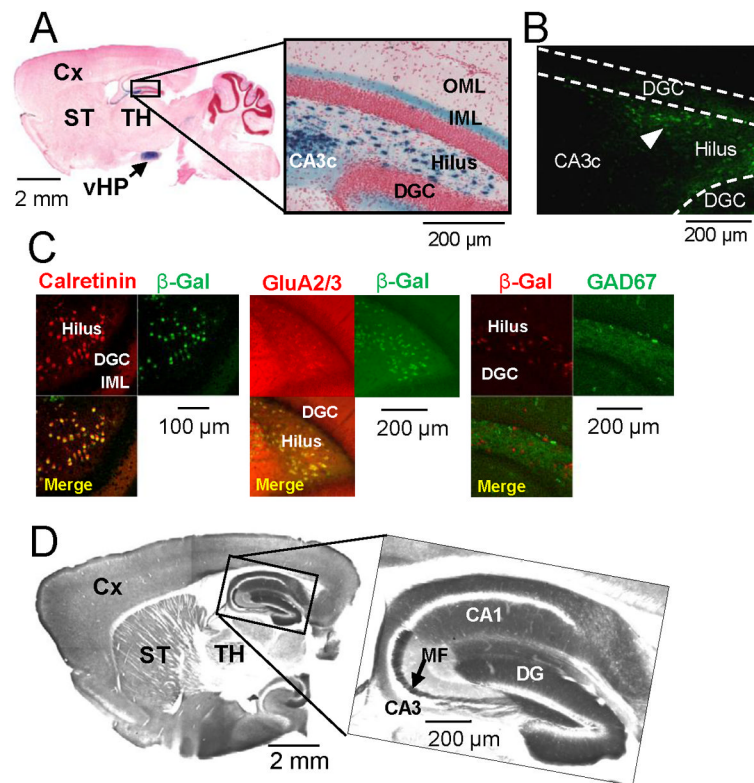 A
Cx
ST
TH
vHP
2 mm
OML
IML
CA3c
Hilus
DGC
200 μm
B
DGC
CA3c
Hilus
DGC
200 μm
C
Calretinin
β-Gal
Hilus
DGC
IML
Merge
100 μm
GluA2/3
β-Gal
DGC
Hilus
Merge
200 μm
β-Gal
GAD67
Hilus
DGC
Merge
200 μm
D
Cx
ST
TH
2 mm
CA1
MF
DG
CA3
200 μm